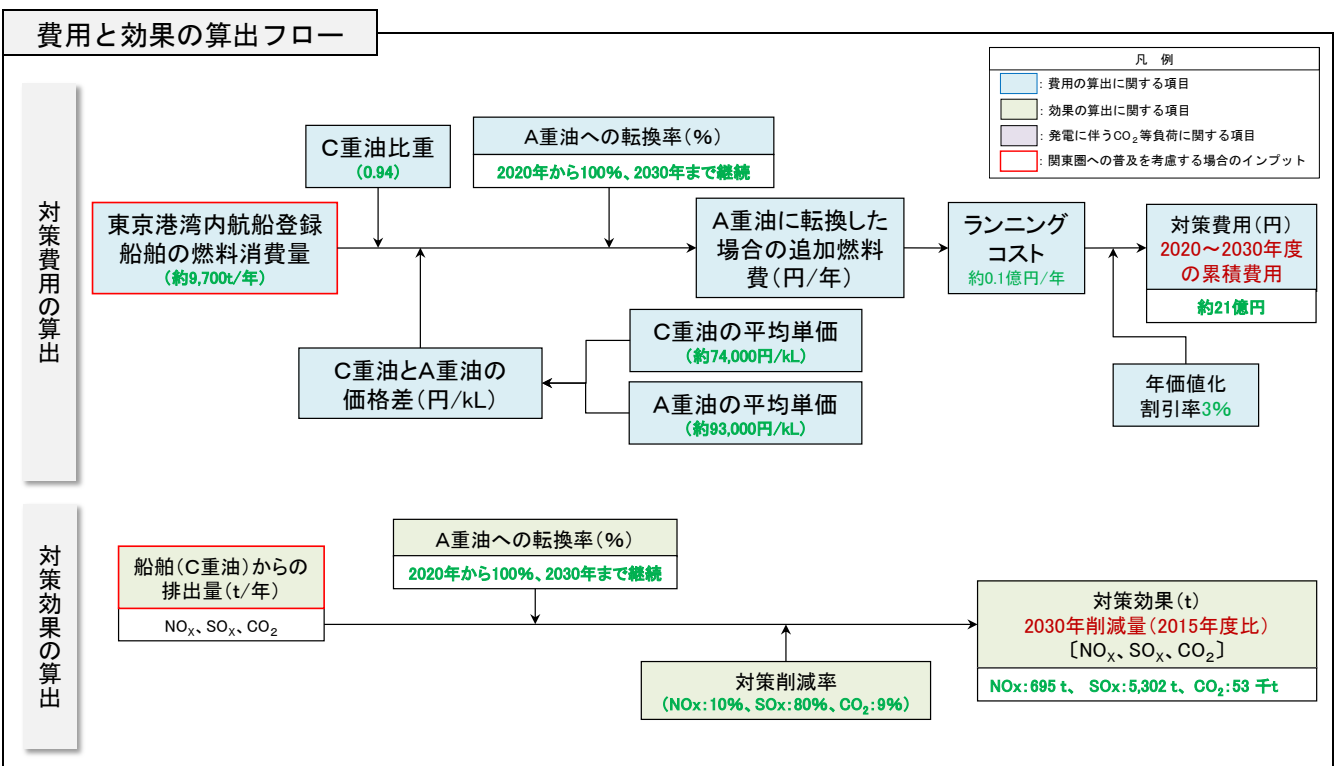 費用と効果の算出フロー
凡 例
: 費用の算出に関する項目
: 効果の算出に関する項目
: 発電に伴うCO₂等負荷に関する項目
: 関東圏への普及を考慮する場合のインプット
対策費用の算出
C重油比重
(0.94)
A重油への転換率(%)
2020年から100%、2030年まで継続
東京港湾内航船登録
船舶の燃料消費量
(約9,700t/年)
A重油に転換した
場合の追加燃料
費(円/年)
ランニング
コスト
約0.1億円/年
対策費用(円)
2020~2030年度
の累積費用
約21億円
C重油とA重油の
価格差(円/kL)
C重油の平均単価
(約74,000円/kL)
A重油の平均単価
(約93,000円/kL)
年価値化
割引率3%
対策効果の算出
船舶(C重油)からの
排出量(t/年)
NOX、SOX、CO₂
A重油への転換率(%)
2020年から100%、2030年まで継続
対策削減率
(NOx:10%、SOx:80%、CO₂:9%)
対策効果(t)
2030年削減量(2015年度比)
〔NOX、SOX、CO₂〕
NOx:695 t、 SOx:5,302 t、CO₂:53 千t